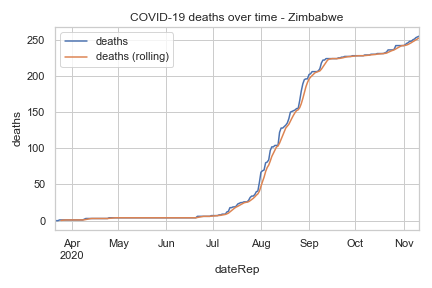 COVID-19 deaths over time - Zimbabwe
deaths
deaths (rolling)
250
200
150
100
50
0
deaths
Apr May Jun Jul Aug Sep Oct Nov
2020
dateRep